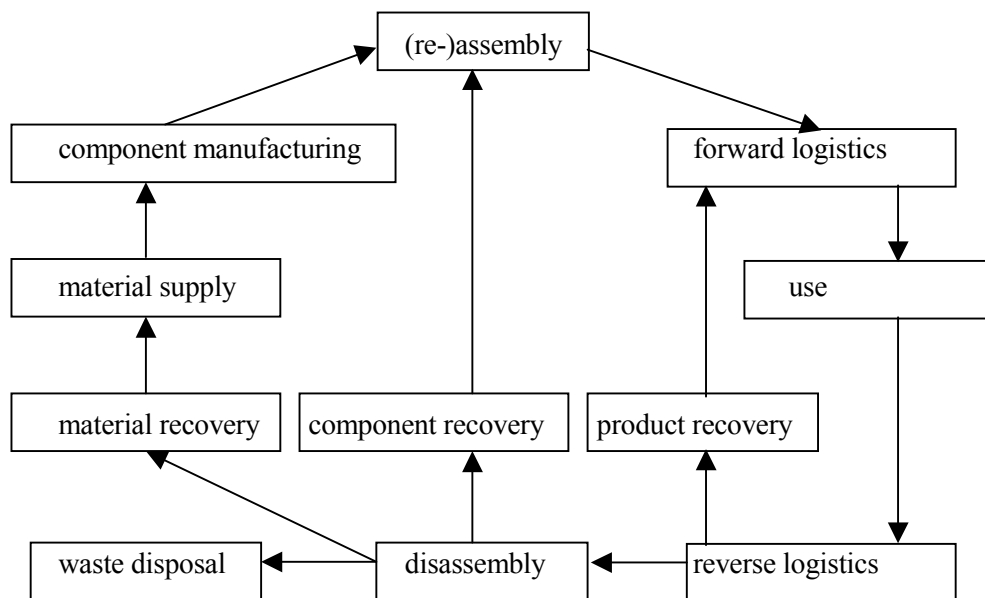 (re-)assembly
component manufacturing
forward logistics
material supply
use
material recovery
component recovery
product recovery
waste disposal
disassembly
reverse logistics